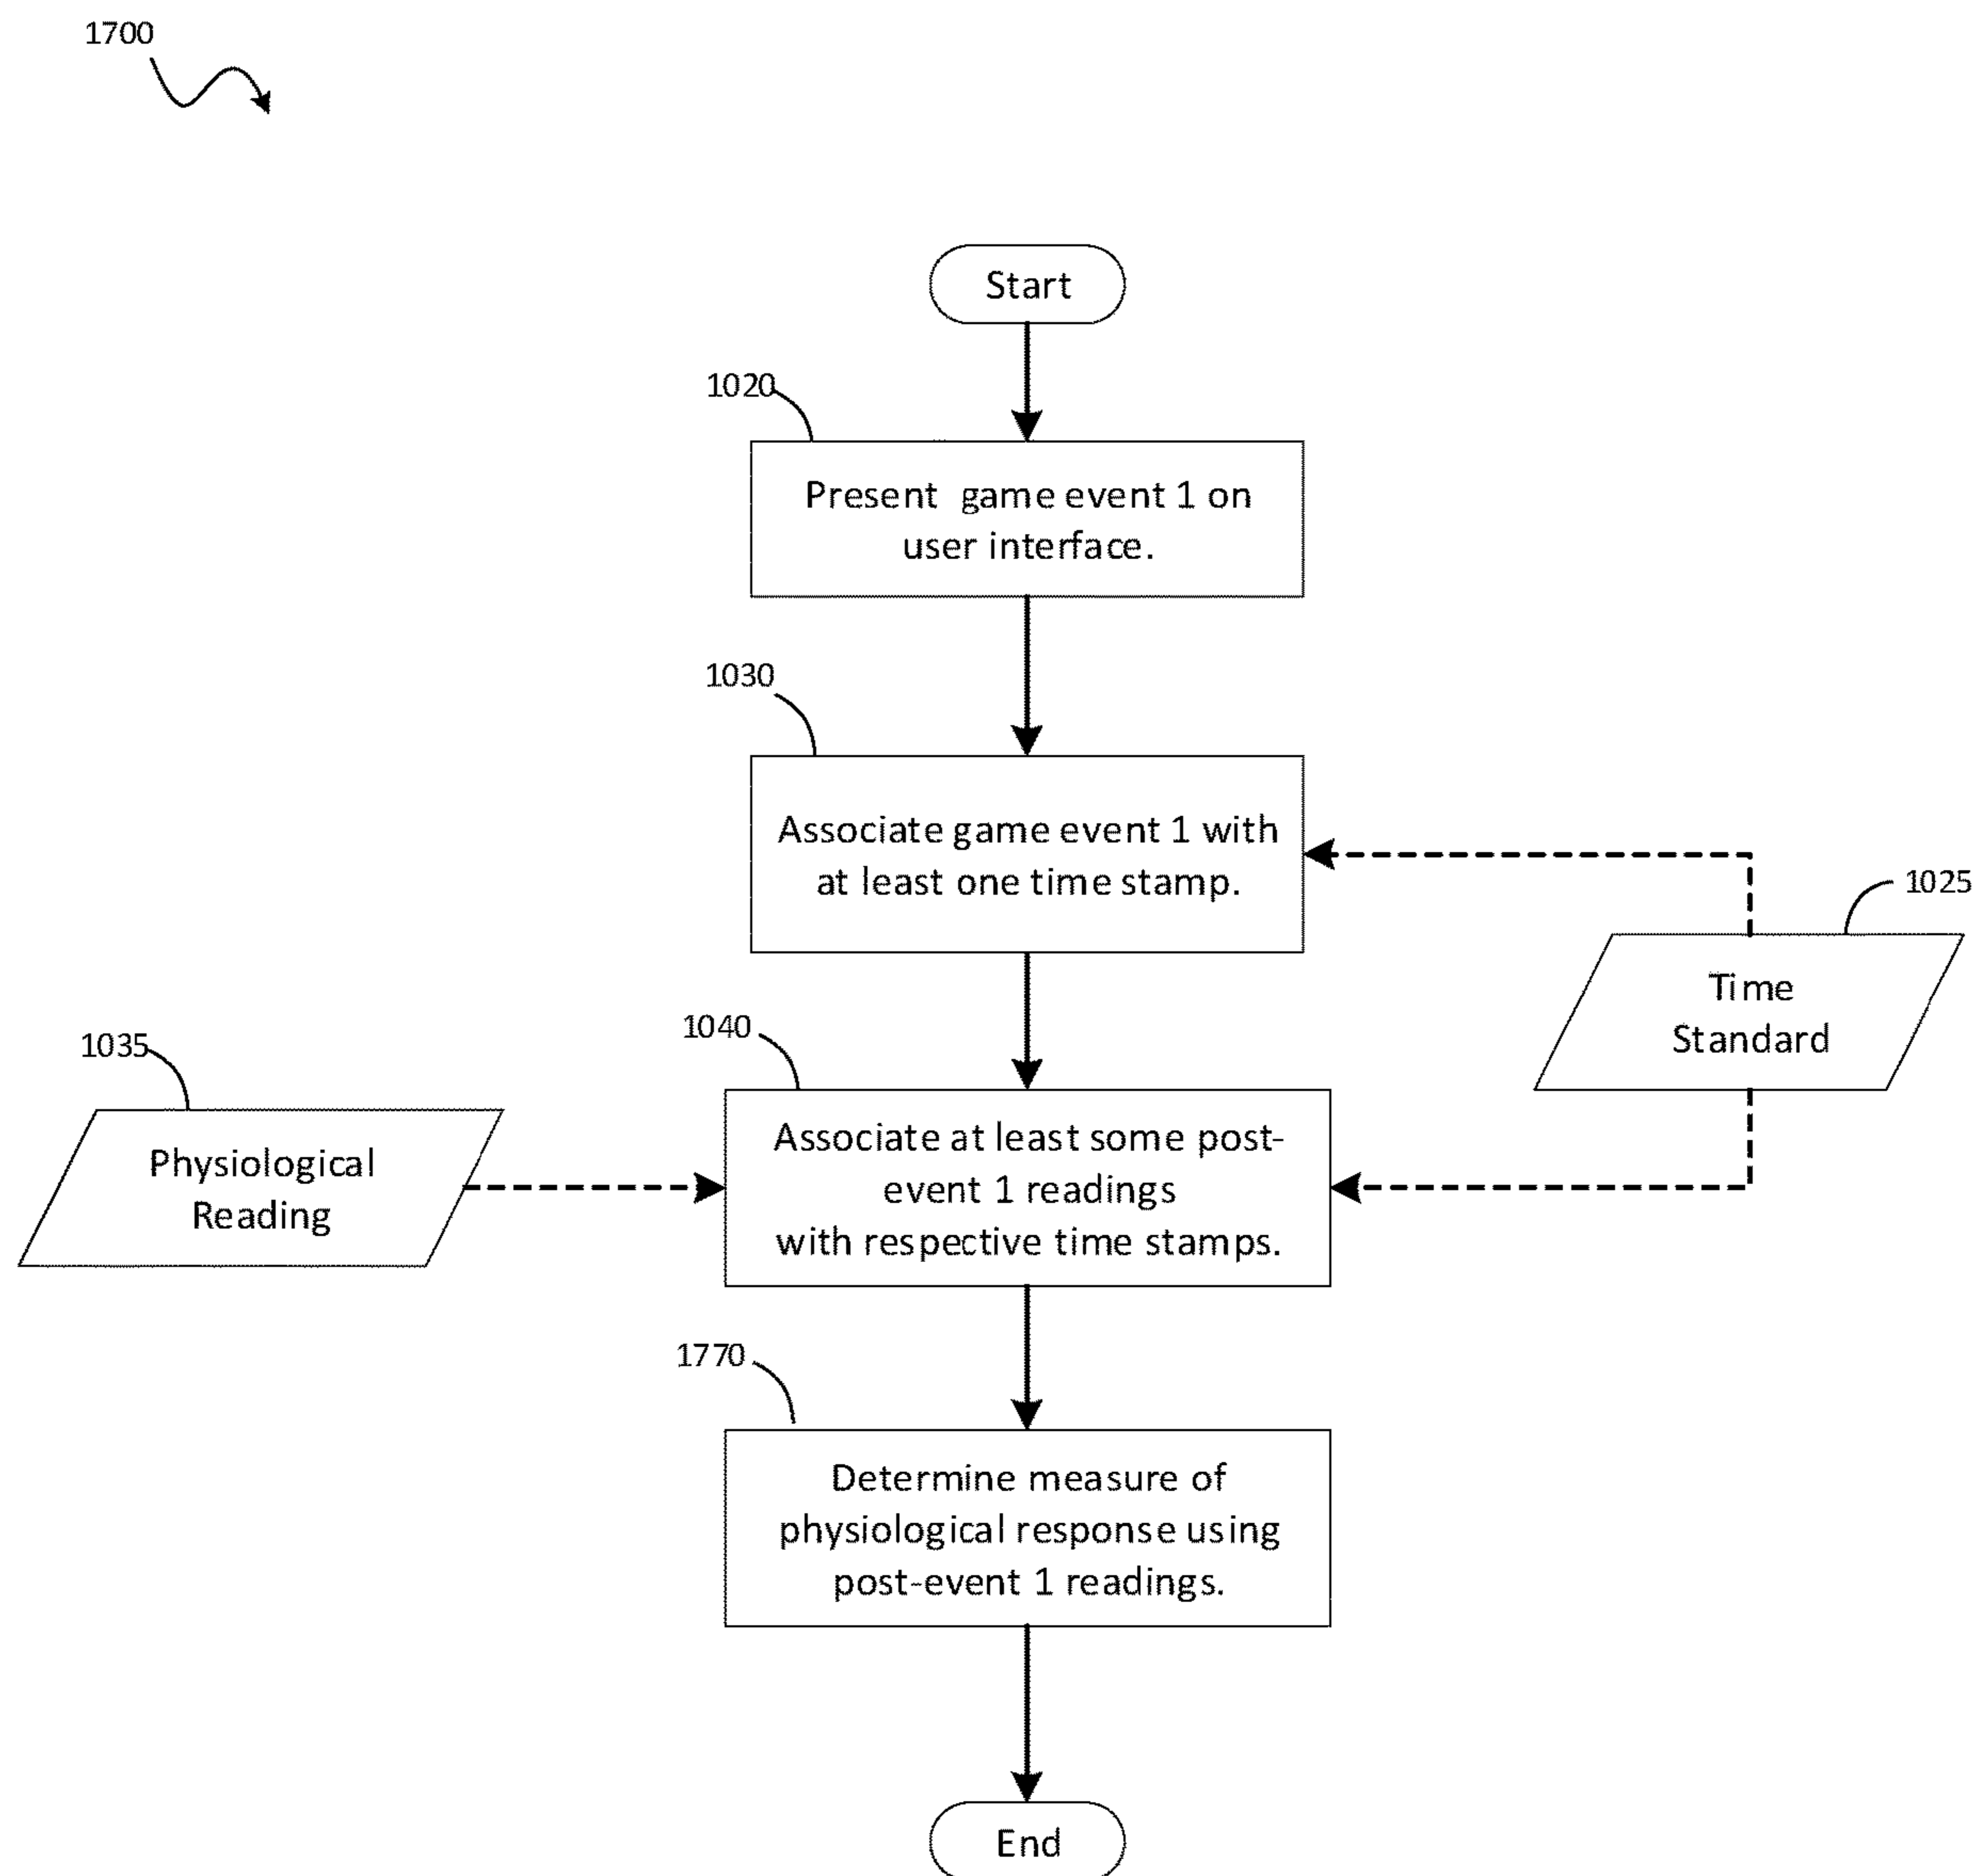 1700
Start
1020
Present game event 1 on
user interface.
1030
Associate game event 1 with
at least one time stamp.
1025
Time
Standard
1035
Physiological
Reading
1040
Associate at least some post-
event 1 readings
with respective time stamps.
1770
Determine measure of
physiological response using
post-event 1 readings.
End